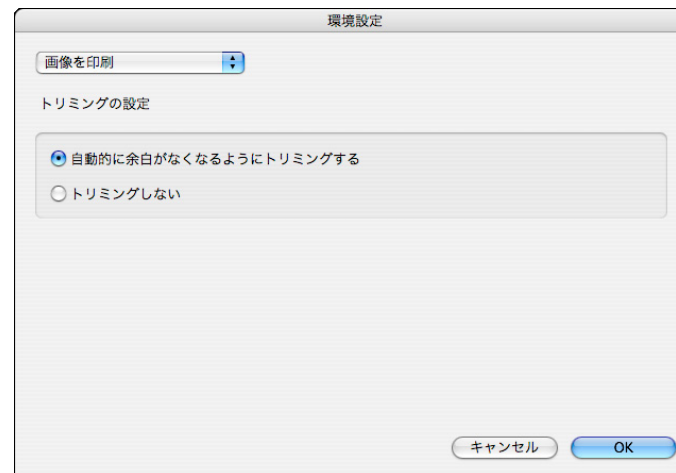 環境設定
画像を印刷
トリミングの設定
自動的に余白がなくなるようにトリミングする
トリミングしない
キャンセル OK